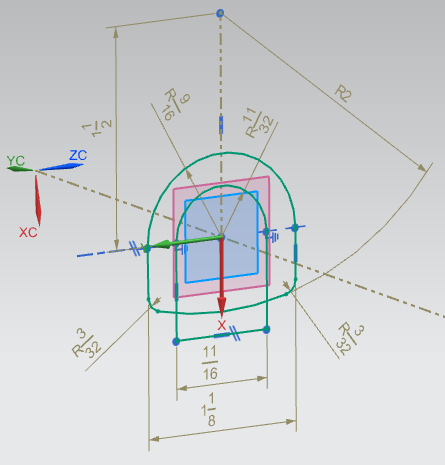 R2
R 9/16
R 11/32
1 1/2
ZC
YC
XC
X
R 3/32
R 3/32
11/16
1 1/8